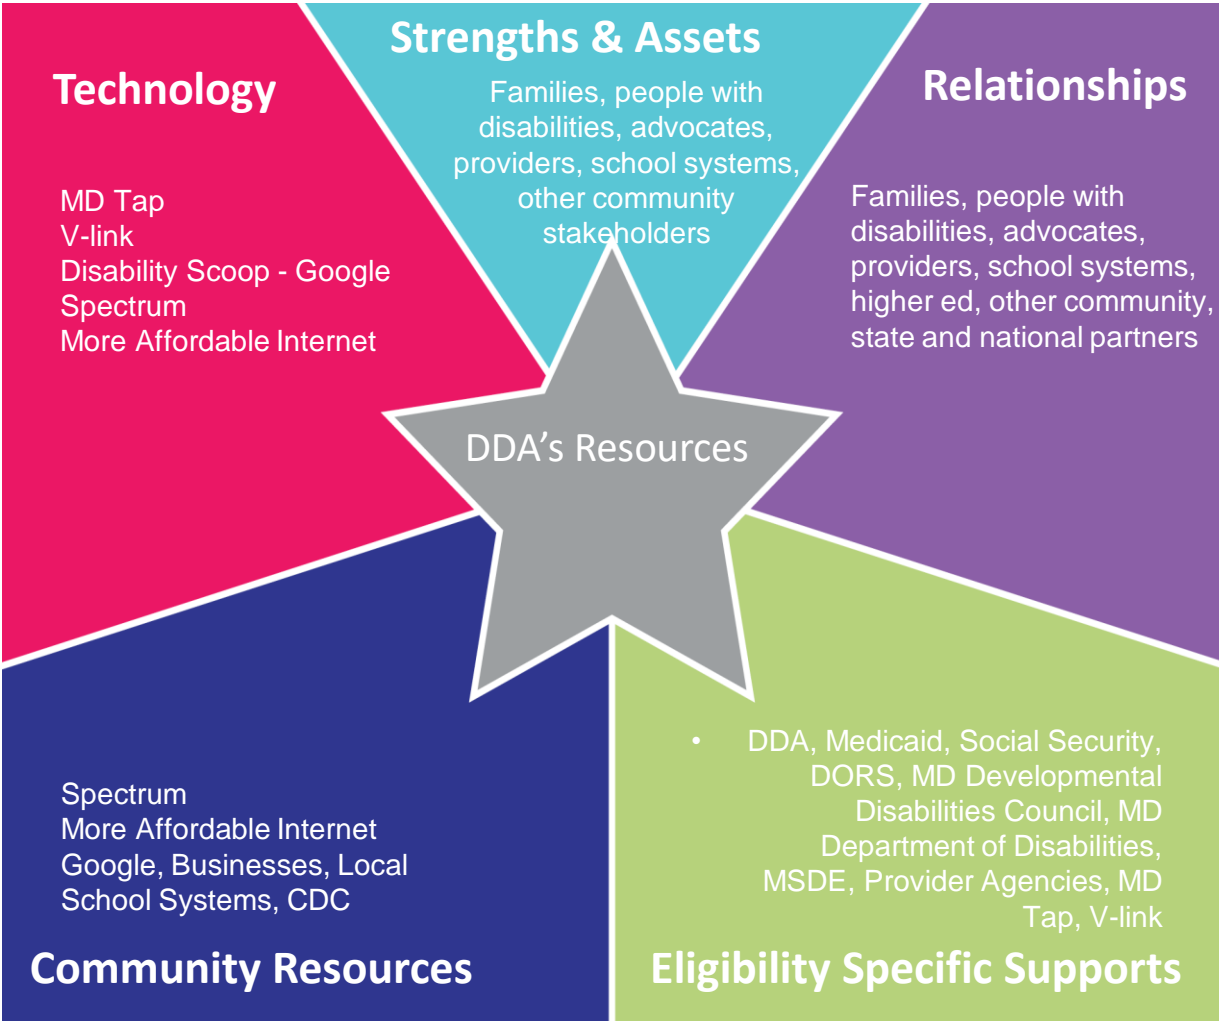 Strengths & Assets
Families, people with
disabilities, advocates,
providers, school systems,
other community
stakeholders
Technology
MD Tap
V-link
Disability Scoop - Google
Spectrum
More Affordable Internet
Relationships
Families, people with
disabilities, advocates,
providers, school systems,
higher ed, other community,
state and national partners
DDA's Resources
Spectrum
More Affordable Internet
Google, Businesses, Local
School Systems, CDC
Community Resources
• DDA, Medicaid, Social Security,
DORS, MD Developmental
Disabilities Council, MD
Department of Disabilities,
MSDE, Provider Agencies, MD
Tap, V-link
Eligibility Specific Supports